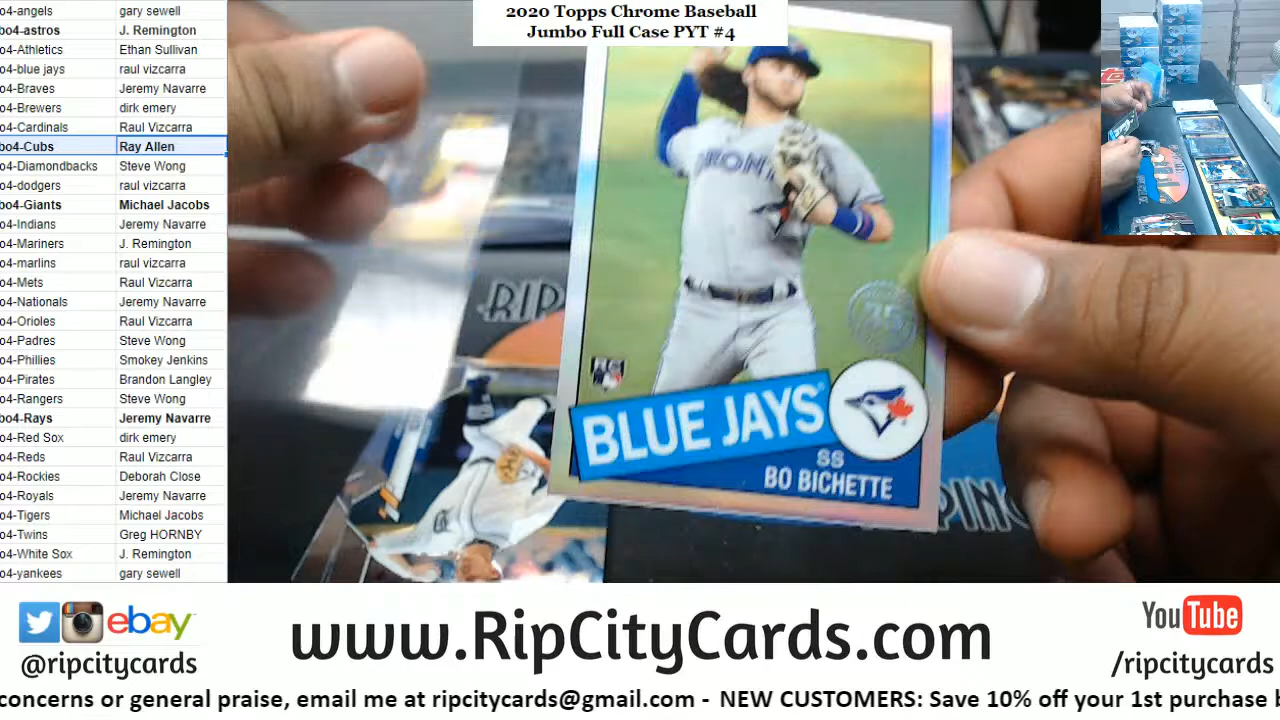 2020 Topps Chrome Baseball
Jumbo Full Case PYT #4
o4-angels gary sewell
bo4-astros J. Remington
o4-Athletics Ethan Sullivan
o4-blue jays raul vizcarra
o4-Braves Jeremy Navarre
o4-Brewers dirk emery
o4-Cardinals Raul Vizcarra
bo4-Cubs Ray Allen
o4-Diamondbacks Steve Wong
o4-dodgers raul vizcarra
bo4-Giants Michael Jacobs
o4-Indians Jeremy Navarre
o4-Mariners J. Remington
o4-marlins raul vizcarra
o4-Mets Raul Vizcarra
o4-Nationals Jeremy Navarre
o4-Orioles Raul Vizcarra
o4-Padres Steve Wong
o4-Phillies Smokey Jenkins
o4-Pirates Brandon Langley
o4-Rangers Steve Wong
bo4-Rays Jeremy Navarre
o4-Red Sox dirk emery
o4-Reds Raul Vizcarra
o4-Rockies Deborah Close
o4-Royals Jeremy Navarre
o4-Tigers Michael Jacobs
o4-Twins Greg HORNBY
o4-White Sox J. Remington
o4-yankees gary sewell
RIP
35
BLUE JAYS
SS
BO BICHETTE
PING
ebay
@ripcitycards
www.RipCityCards.com
YouTube
/ripcitycards
concerns or general praise, email me at ripcitycards@gmail.com - NEW CUSTOMERS: Save 10% off your 1st purchase b